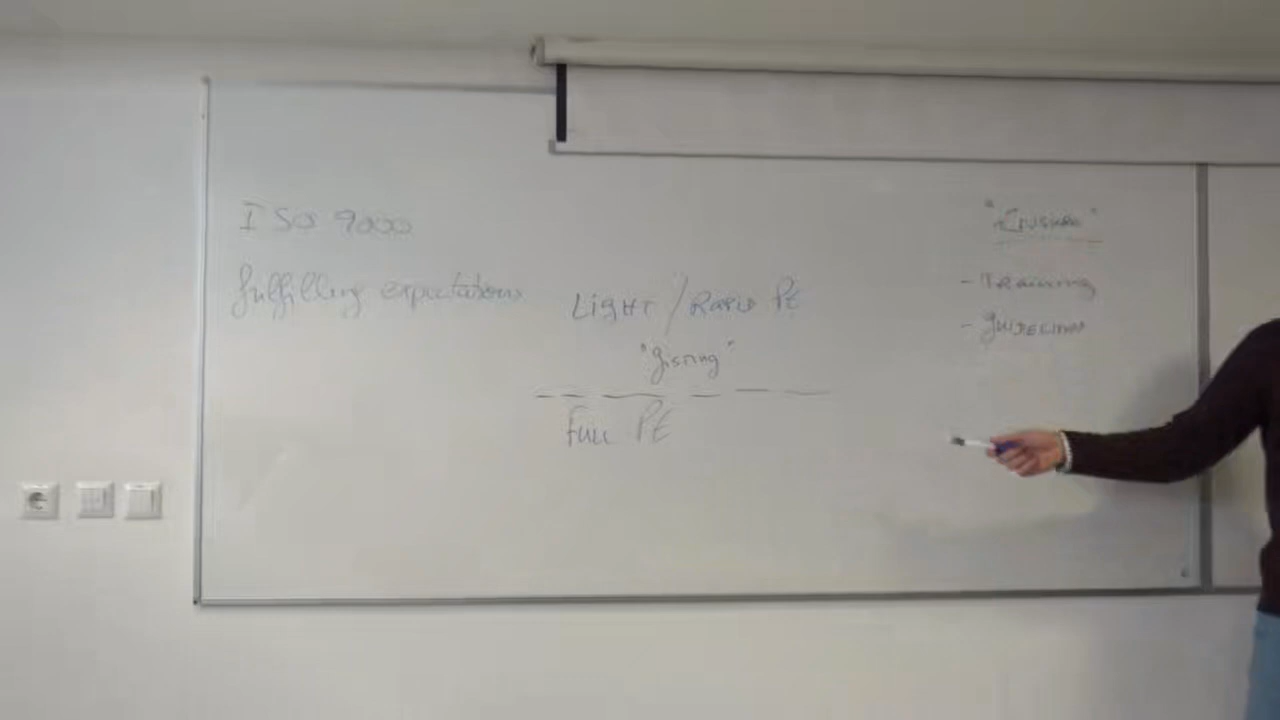 ISO 9000
fulfilling expectations
Light / Rapid PE
"gisting"
Full PE
"Ensure"
- Training
- Guidelines